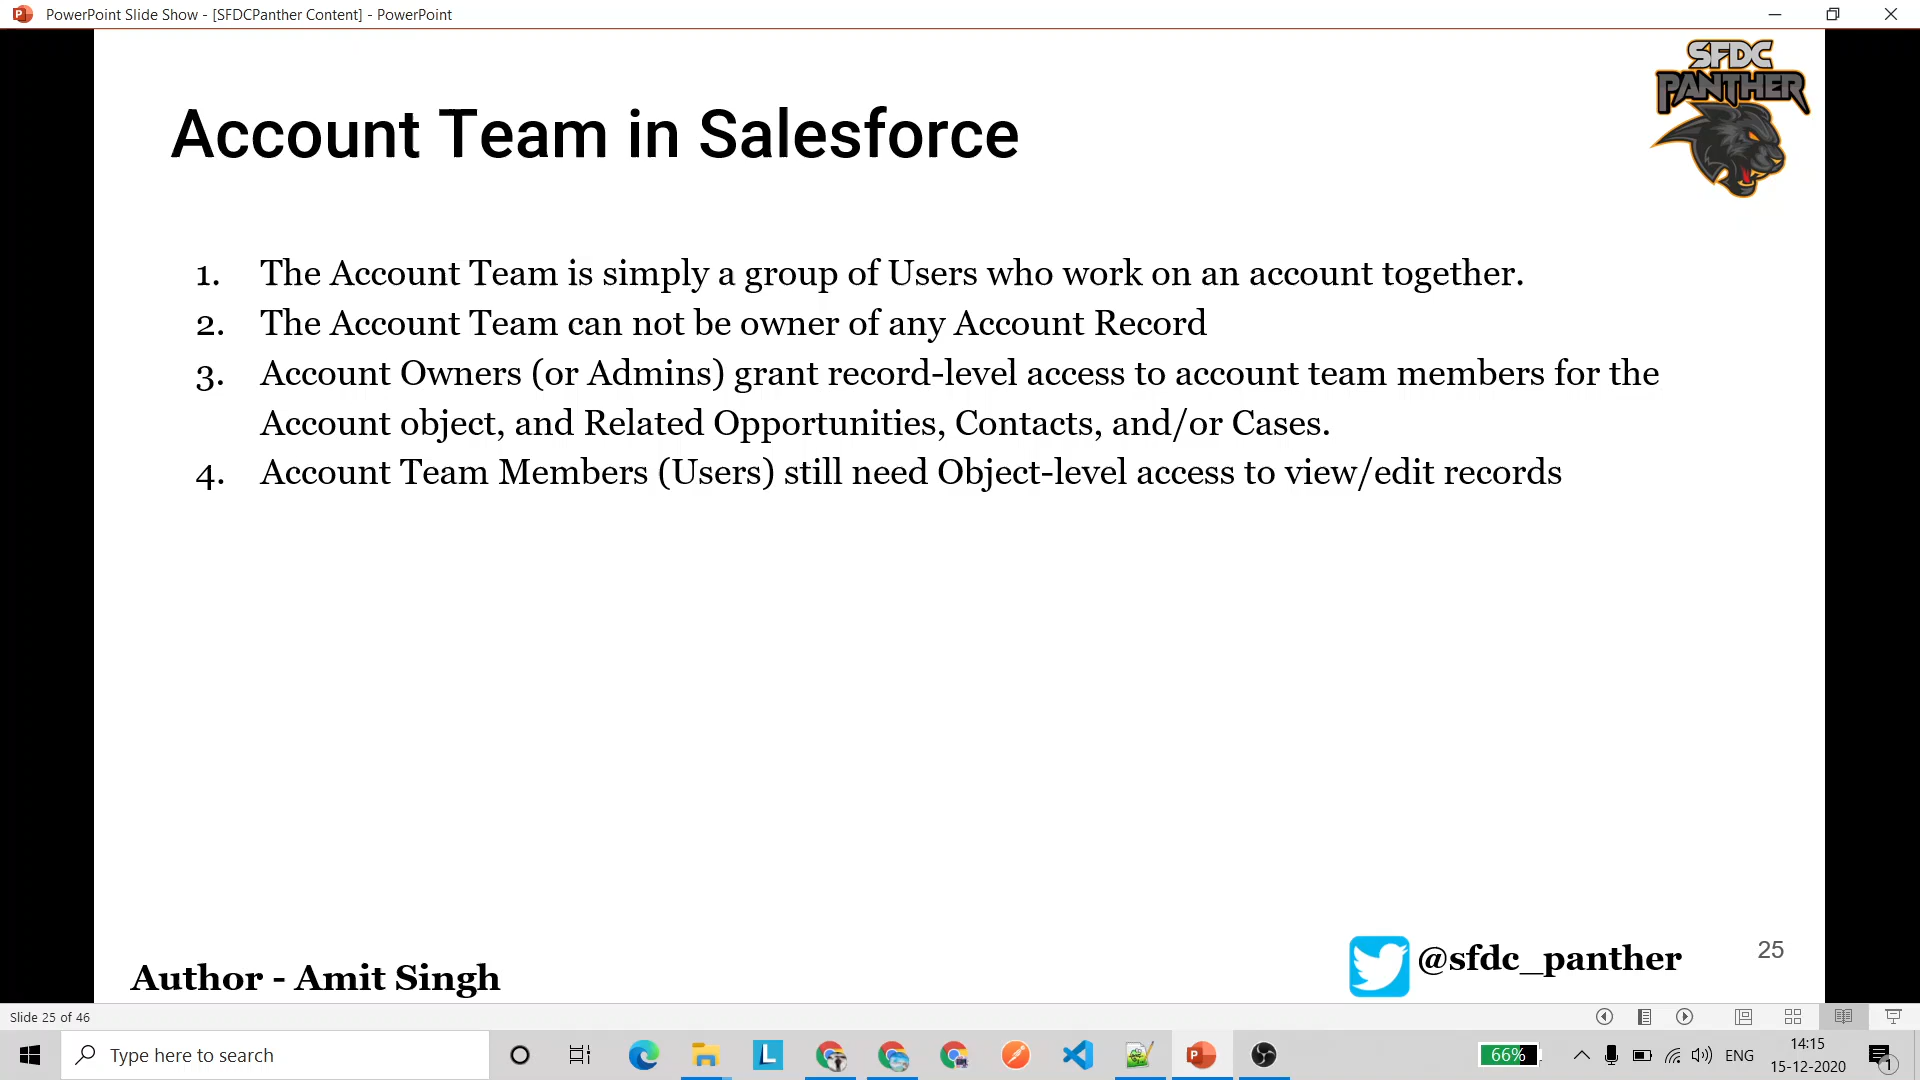 PowerPoint Slide Show - [SFDCPanther Content] - PowerPoint
SFDC
PANTHER
Account Team in Salesforce
1. The Account Team is simply a group of Users who work on an account together.
2. The Account Team can not be owner of any Account Record
3. Account Owners (or Admins) grant record-level access to account team members for the
Account object, and Related Opportunities, Contacts, and/or Cases.
4. Account Team Members (Users) still need Object-level access to view/edit records
Author - Amit Singh
@sfdc_panther
25
Slide 25 of 46
Type here to search
L
66%
ENG
14:15
15-12-2020
1